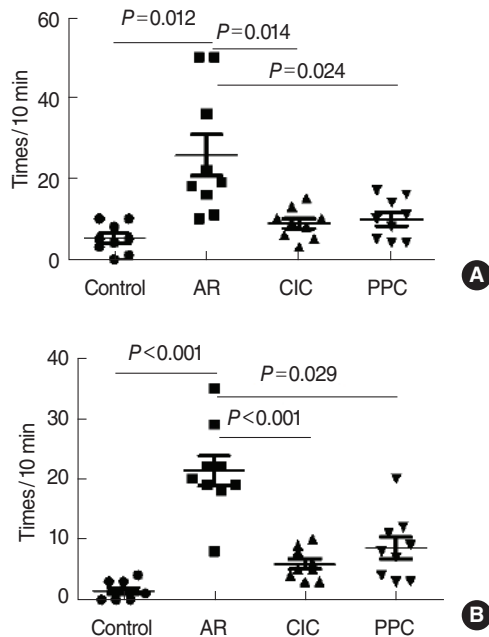 60
P=0.012
P=0.014
P=0.024
40
20
0
Times/10 min
Control AR CIC PPC
A
40
P<0.001
P=0.029
30
P<0.001
20
10
0
Times/10 min
Control AR CIC PPC
B